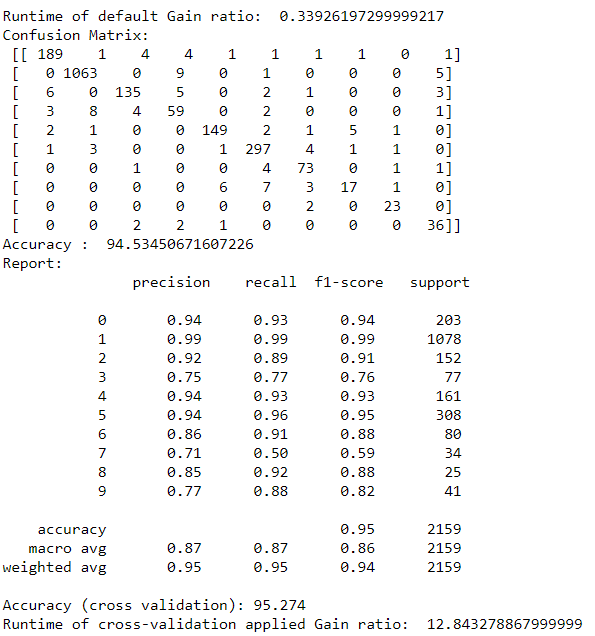 Runtime of default Gain ratio:  0.33926197299999217
Confusion Matrix:
 [[ 189    1    4    4    1    1    1    1    0    1]
 [   0 1063    0    9    0    1    0    0    0    5]
 [   6    0  135    5    0    2    1    0    0    3]
 [   3    8    4   59    0    2    0    0    0    1]
 [   2    1    0    0  149    2    1    5    1    0]
 [   1    3    0    0    1  297    4    1    1    0]
 [   0    0    1    0    0    4   73    0    1    1]
 [   0    0    0    0    6    7    3   17    1    0]
 [   0    0    0    0    0    0    2    0   23    0]
 [   0    0    2    2    1    0    0    0    0   36]]
Accuracy :  94.53450671607226
Report:
              precision    recall  f1-score   support

           0       0.94      0.93      0.94       203
           1       0.99      0.99      0.99      1078
           2       0.92      0.89      0.91       152
           3       0.75      0.77      0.76        77
           4       0.94      0.93      0.93       161
           5       0.94      0.96      0.95       308
           6       0.86      0.91      0.88        80
           7       0.71      0.50      0.59        34
           8       0.85      0.92      0.88        25
           9       0.77      0.88      0.82        41

    accuracy                           0.95      2159
   macro avg       0.87      0.87      0.86      2159
weighted avg       0.95      0.95      0.94      2159

Accuracy (cross validation): 95.274
Runtime of cross-validation applied Gain ratio:  12.843278867999999